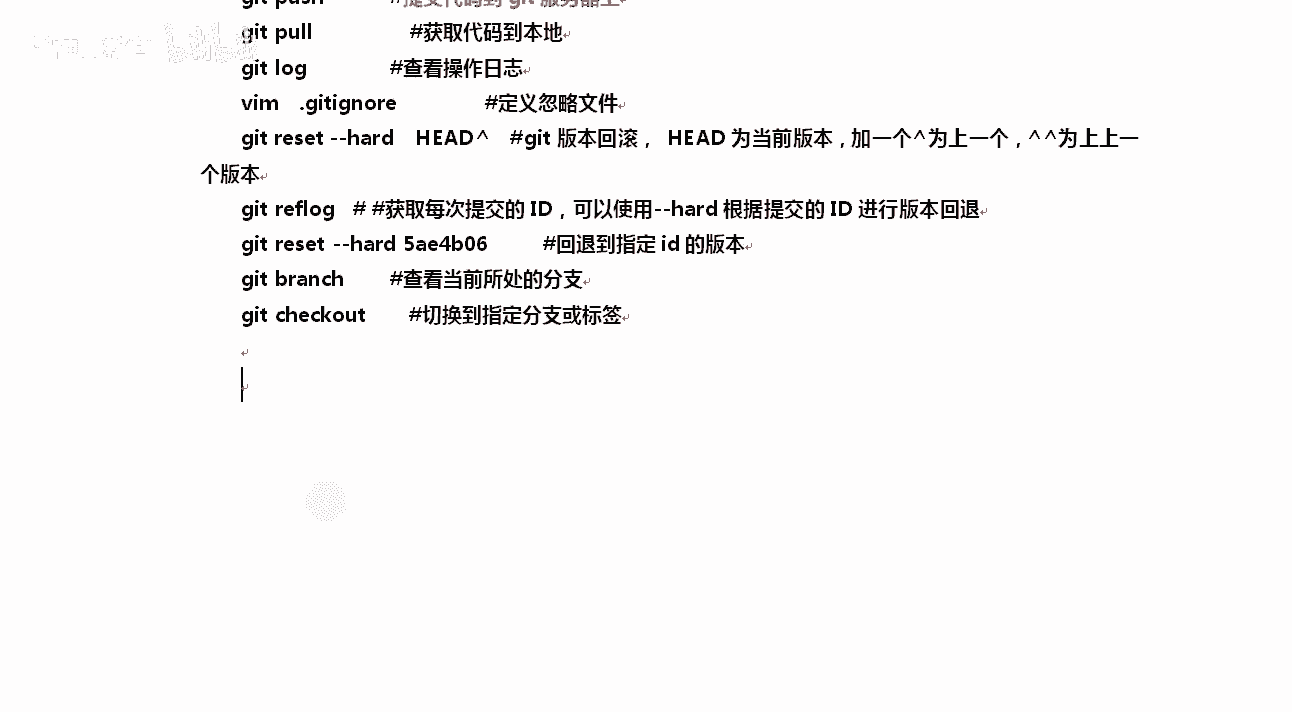 git push #提交代码到 git 服务器上
git pull #获取代码到本地
git log #查看操作日志
vim .gitignore #定义忽略文件
git reset --hard HEAD^ #git 版本回滚， HEAD 为当前版本，加一个^为上一个，^^为上上一
个版本
git reflog # #获取每次提交的 ID，可以使用--hard 根据提交的 ID 进行版本回退
git reset --hard 5ae4b06 #回退到指定 id 的版本
git branch #查看当前所处的分支
git checkout #切换到指定分支或标签